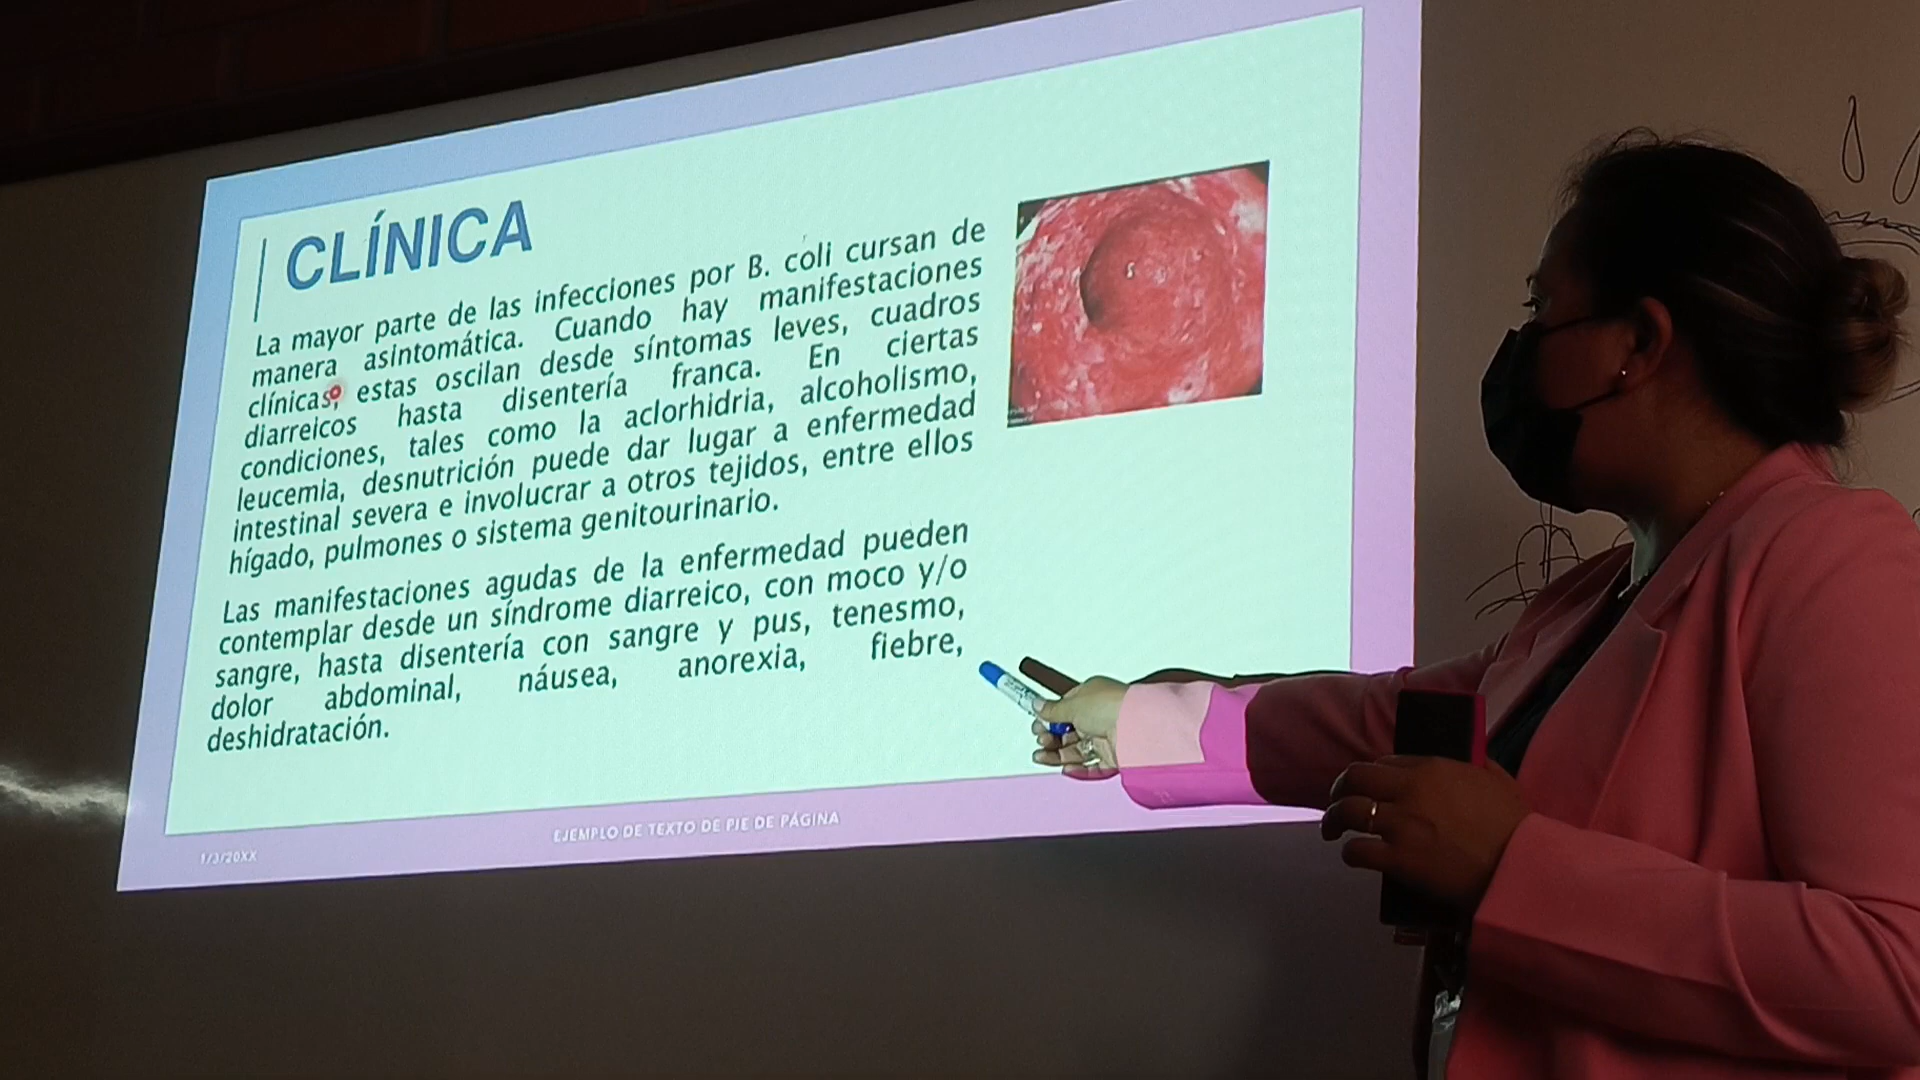 CLÍNICA
La mayor parte de las infecciones por B. coli cursan de
manera asintomática. Cuando hay manifestaciones
clínicas, estas oscilan desde síntomas leves, cuadros
diarreicos hasta disentería franca. En ciertas
condiciones, tales como la aclorhidria, alcoholismo,
leucemia, desnutrición puede dar lugar a enfermedad
intestinal severa e involucrar a otros tejidos, entre ellos
hígado, pulmones o sistema genitourinario.
Las manifestaciones agudas de la enfermedad pueden
contemplar desde un síndrome diarreico, con moco y/o
sangre, hasta disentería con sangre y pus, tenesmo,
dolor abdominal, náusea, anorexia, fiebre,
deshidratación.
1/3/20XX
EJEMPLO DE TEXTO DE PIE DE PÁGINA